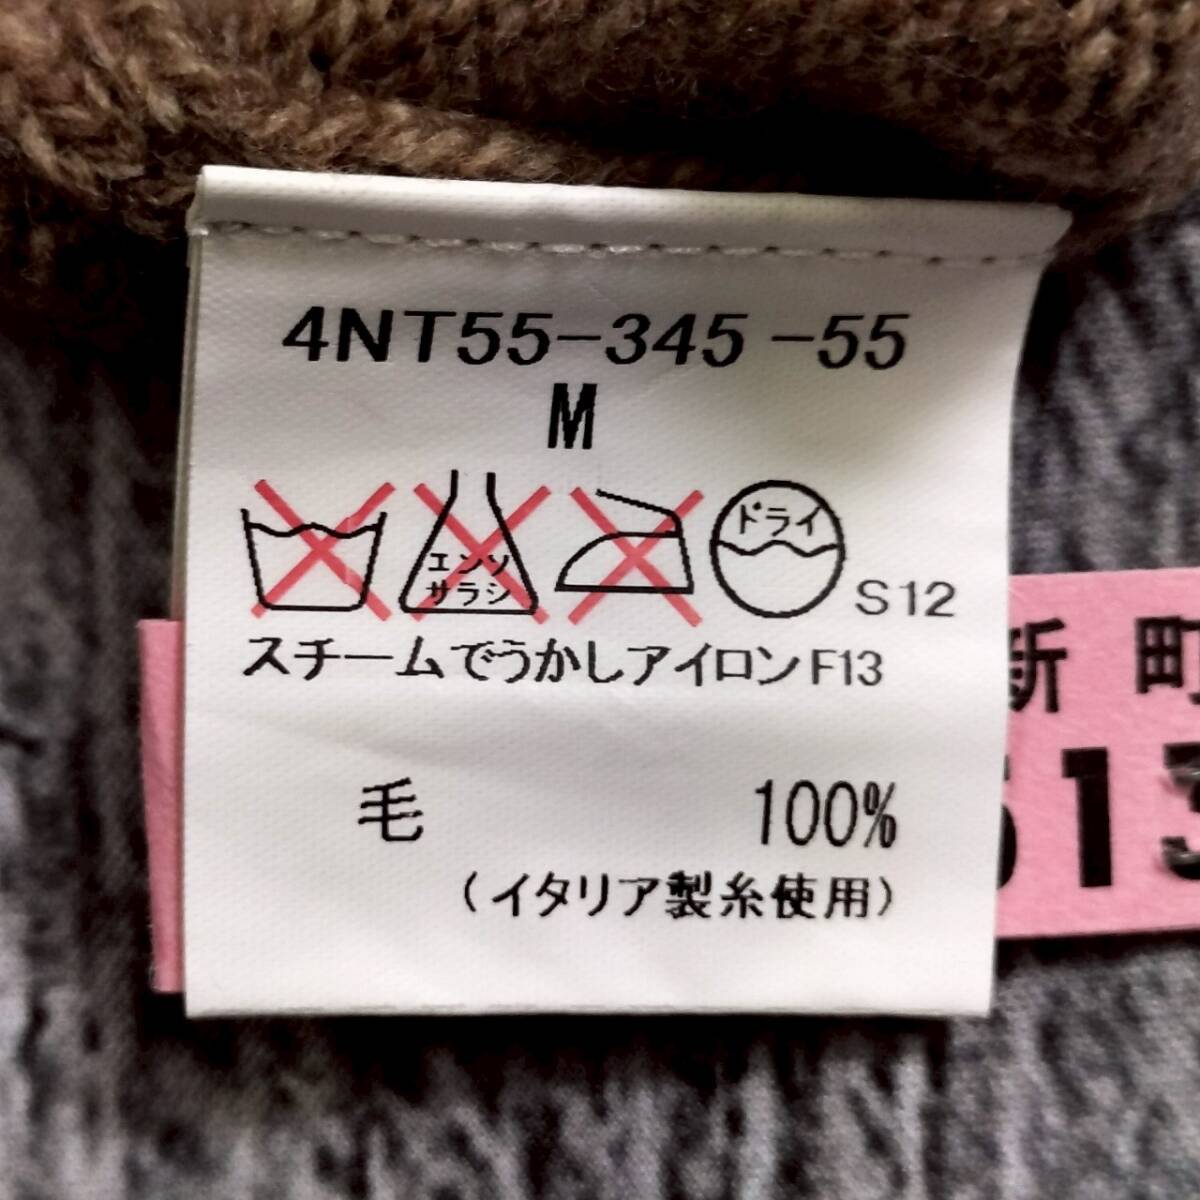 4NT55-345 -55
M
エンソ
サラシ
ドライ
S12
スチームでうかしアイロンF13
毛 100%
(イタリア製糸使用)
新 町
513